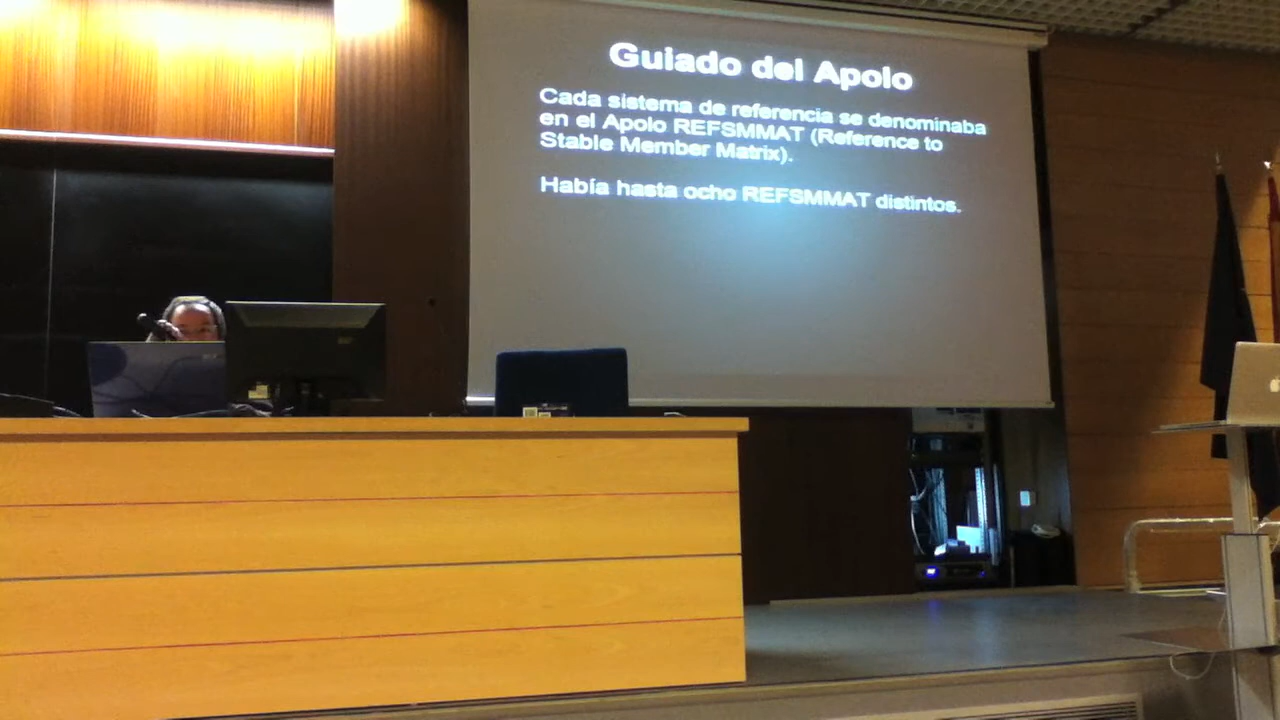 Guiado del Apolo
Cada sistema de referencia se denominaba
en el Apolo REFSMMAT (Reference to
Stable Member Matrix).
Había hasta ocho REFSMMAT distintos.